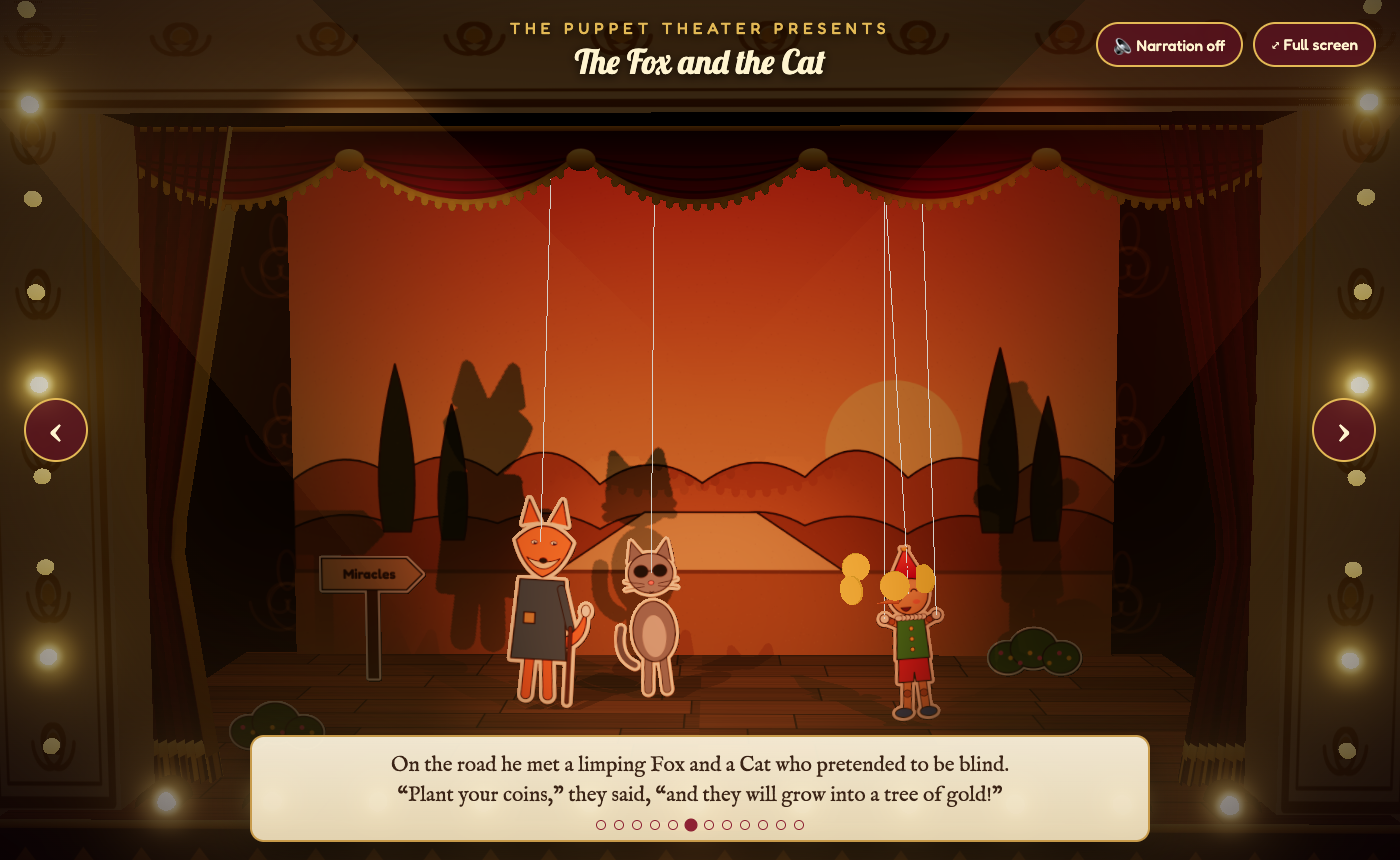 THE PUPPET THEATER PRESENTS
The Fox and the Cat
Narration off
Full screen
Miracles
On the road he met a limping Fox and a Cat who pretended to be blind.
“Plant your coins,” they said, “and they will grow into a tree of gold!”